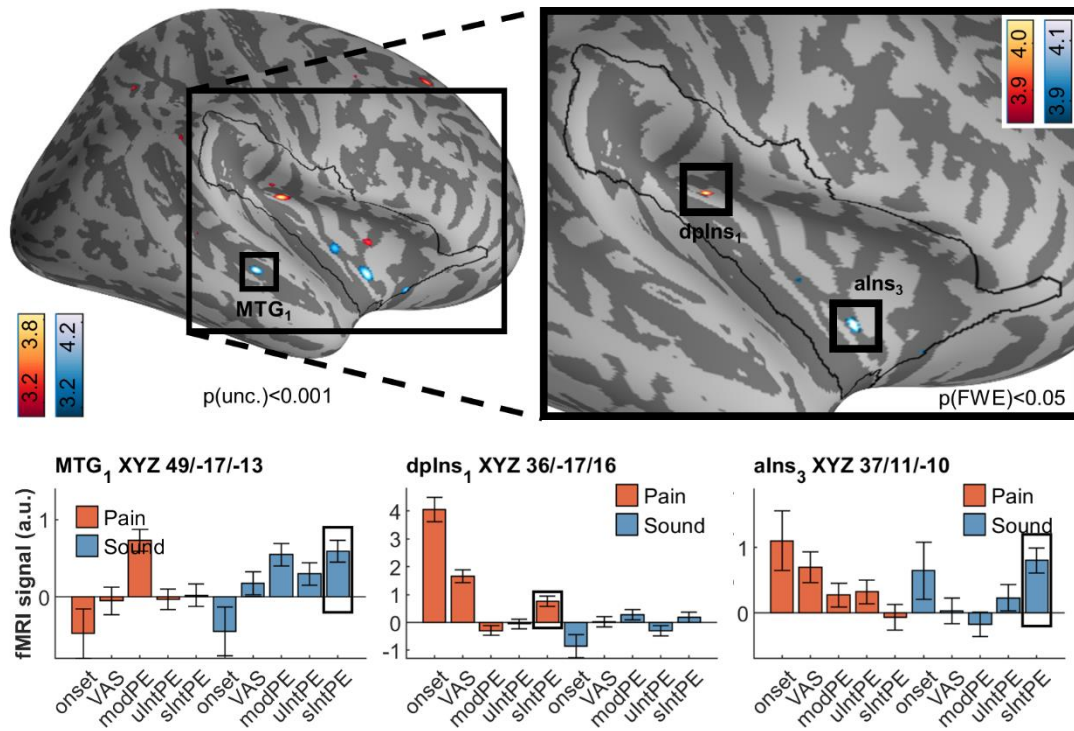 MTG1
3.2 3.8
3.2 4.2
p(unc.)<0.001
3.9 4.0
3.9 4.1
dpIns1
aIns3
p(FWE)<0.05
MTG1 XYZ 49/-17/-13
fMRI signal (a.u.)
1
0
Pain
Sound
onset
VAS
modPE
uIntPE
sIntPE
onset
VAS
modPE
uIntPE
sIntPE
dpIns1 XYZ 36/-17/16
4
3
2
1
0
-1
Pain
Sound
onset
VAS
modPE
uIntPE
sIntPE
onset
VAS
modPE
uIntPE
sIntPE
aIns3 XYZ 37/11/-10
1
0
Pain
Sound
onset
VAS
modPE
uIntPE
sIntPE
onset
VAS
modPE
uIntPE
sIntPE